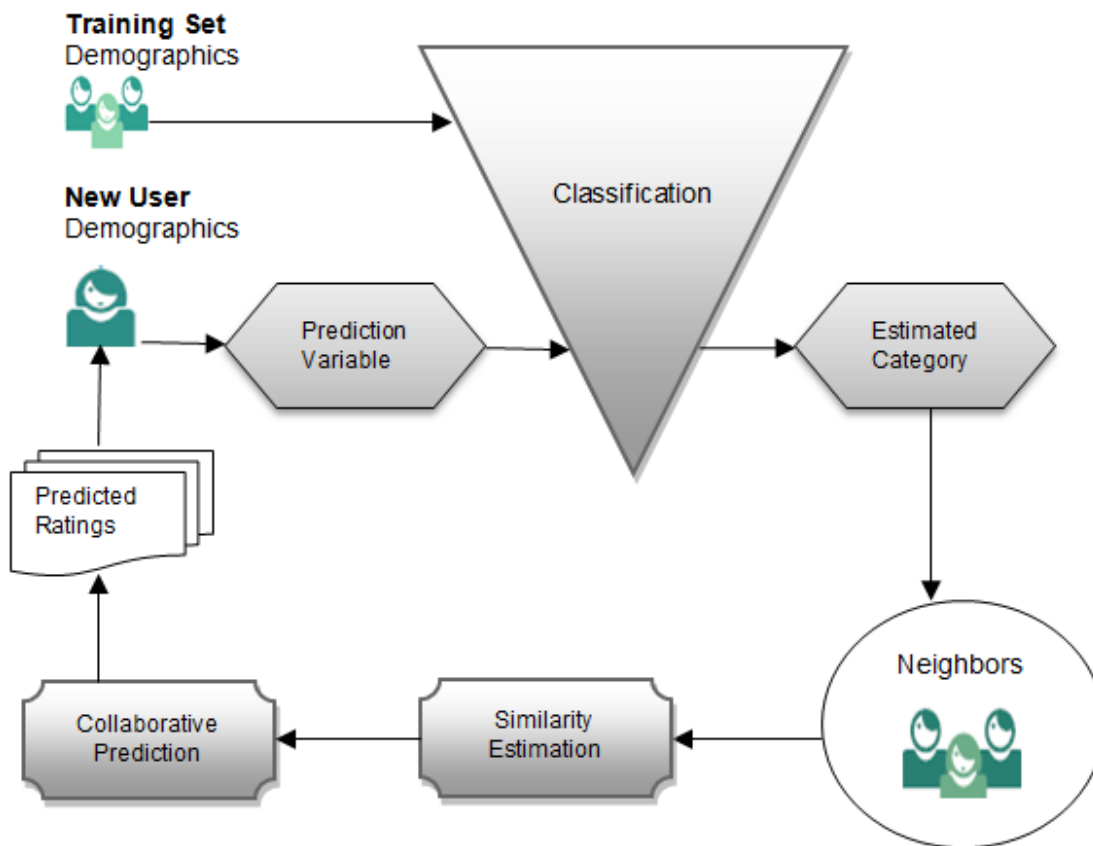 Training Set
Demographics
Classification
New User
Demographics
Prediction
Variable
Estimated
Category
Predicted
Ratings
Neighbors
Similarity
Estimation
Collaborative
Prediction